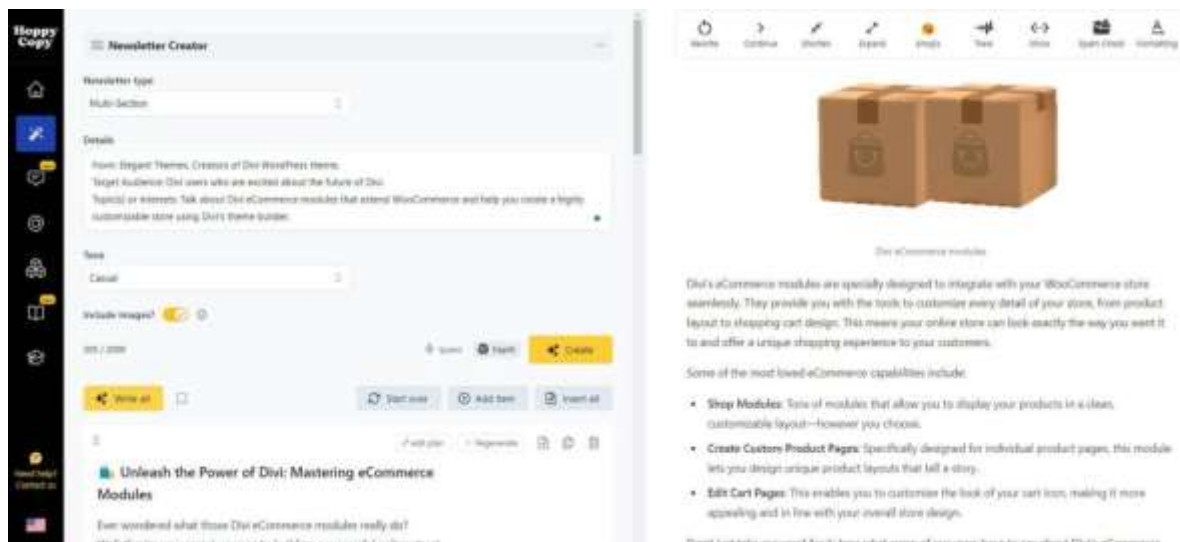 Hoppy
Copy
Newsletter Creator
Newsletter type
Multi-Section
Details
From: Elegant Themes, Creators of Divi WordPress theme.
Target Audience: Divi users who are excited about the future of Divi
Topic(s) or interests: Talk about Divi eCommerce modules that extend WooCommerce and help you create a highly
customizable store using Divi's theme builder.
Tone
Casual
Include images?
Create
Write all
Start over
Add item
Insert all
Edit plan
Regenerate
Unleash the Power of Divi: Mastering eCommerce
Modules
Ever wondered what those Divi eCommerce modules really do?
Need help?
Contact us
Rewrite
Continue
Shorten
Expand
Emojis
Tone
Spam Check
Formatting
Divi eCommerce modules
Divi's eCommerce modules are specially designed to integrate with your WooCommerce store
seamlessly. They provide you with the tools to customize every detail of your store, from product
layout to shopping cart design. This means your online store can look exactly the way you want it
to and offer a unique shopping experience to your customers.
Some of the most loved eCommerce capabilities include:
• Shop Modules: Tons of modules that allow you to display your products in a clean,
customizable layout—however you choose.
• Create Custom Product Pages: Specifically designed for individual product pages, this module
lets you design unique product layouts that tell a story.
• Edit Cart Pages: This enables you to customize the look of your cart icon, making it more
appealing and in line with your overall store design.